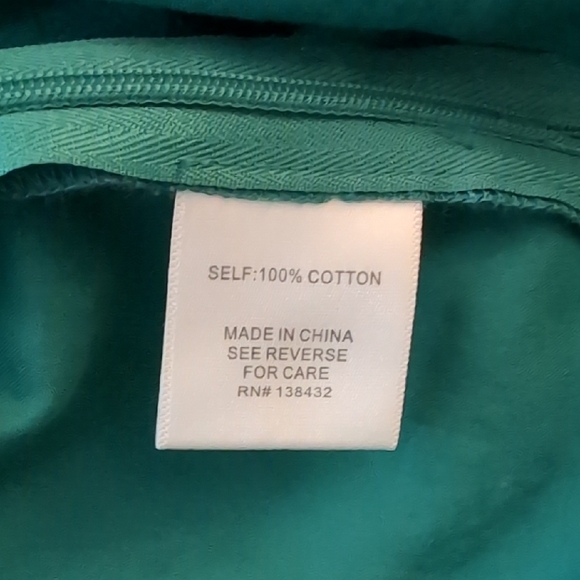 SELF:100% COTTON
MADE IN CHINA
SEE REVERSE
FOR CARE
RN# 138432